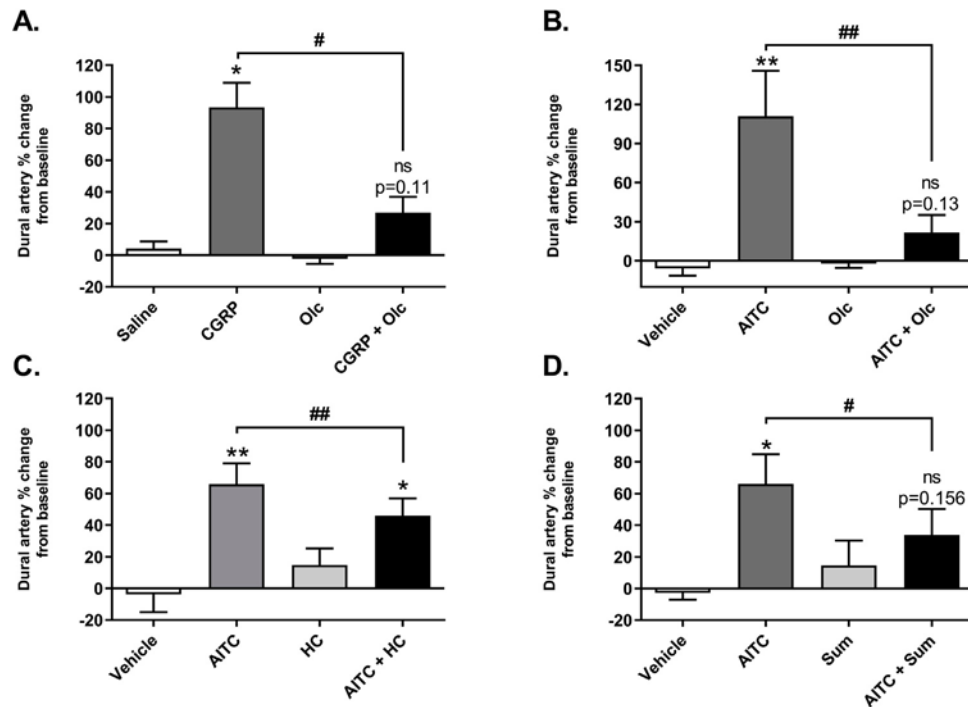 A.
#
Dural artery % change
from baseline
120
100
80
60
40
20
0
-20
*
ns
p=0.11
Saline
CGRP
Olc
CGRP + Olc
B.
##
Dural artery % change
from baseline
150
120
90
60
30
0
**
ns
p=0.13
Vehicle
AITC
Olc
AITC + Olc
C.
##
Dural artery % change
from baseline
120
100
80
60
40
20
0
-20
**
*
Vehicle
AITC
HC
AITC + HC
D.
#
Dural artery % change
from baseline
120
100
80
60
40
20
0
-20
*
ns
p=0.156
Vehicle
AITC
Sum
AITC + Sum